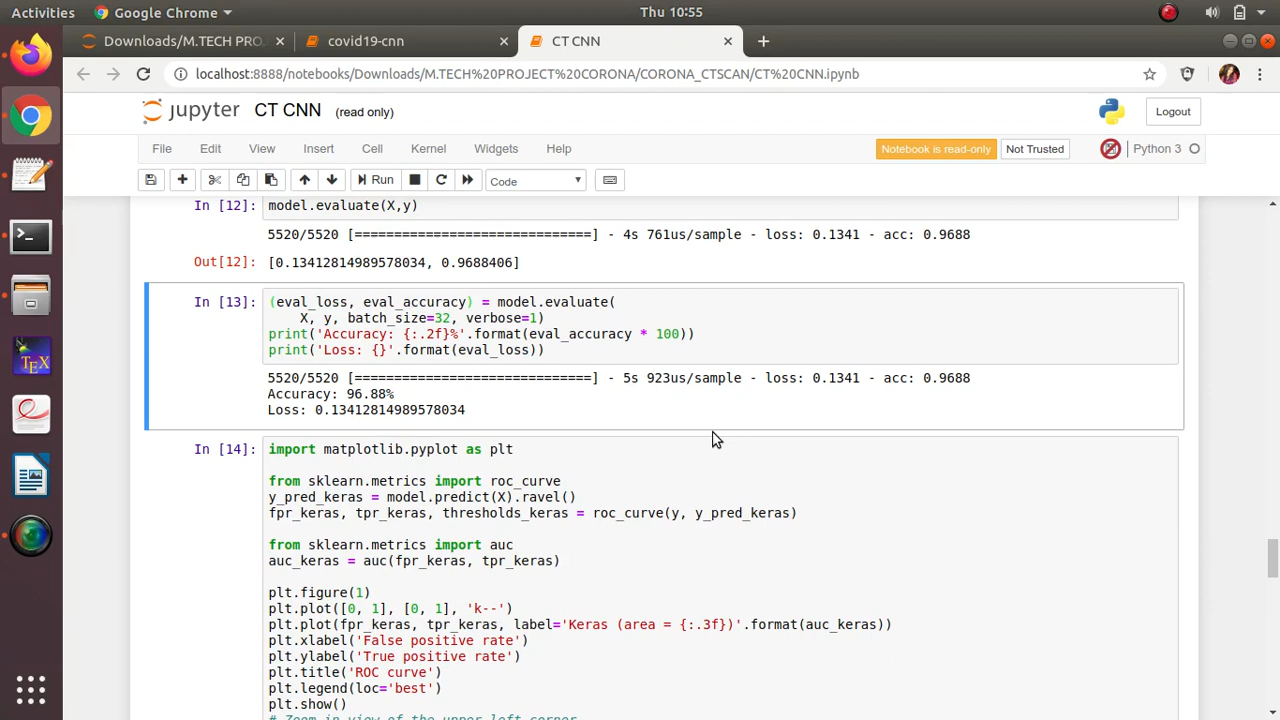 Activities
Google Chrome
Thu 10:55
Downloads/M.TECH PRO
covid19-cnn
CT CNN
localhost:8888/notebooks/Downloads/M.TECH%20PROJECT%20CORONA/CORONA_CTSCAN/CT%20CNN.ipynb
jupyter CT CNN (read only)
Logout
File Edit View Insert Cell Kernel Widgets Help
Notebook is read-only
Not Trusted
Python 3
Run
Code
In [12]: model.evaluate(X,y)
5520/5520 [==============================] - 4s 761us/sample - loss: 0.1341 - acc: 0.9688
Out[12]: [0.13412814989578034, 0.9688406]
In [13]: (eval_loss, eval_accuracy) = model.evaluate(
X, y, batch_size=32, verbose=1)
print('Accuracy: {:.2f}%'.format(eval_accuracy * 100))
print('Loss: {}'.format(eval_loss))
5520/5520 [==============================] - 5s 923us/sample - loss: 0.1341 - acc: 0.9688
Accuracy: 96.88%
Loss: 0.13412814989578034
In [14]: import matplotlib.pyplot as plt
from sklearn.metrics import roc_curve
y_pred_keras = model.predict(X).ravel()
fpr_keras, tpr_keras, thresholds_keras = roc_curve(y, y_pred_keras)
from sklearn.metrics import auc
auc_keras = auc(fpr_keras, tpr_keras)
plt.figure(1)
plt.plot([0, 1], [0, 1], 'k--')
plt.plot(fpr_keras, tpr_keras, label='Keras (area = {:.3f})'.format(auc_keras))
plt.xlabel('False positive rate')
plt.ylabel('True positive rate')
plt.title('ROC curve')
plt.legend(loc='best')
plt.show()
# Zoom in view of the upper left corner.
TEX